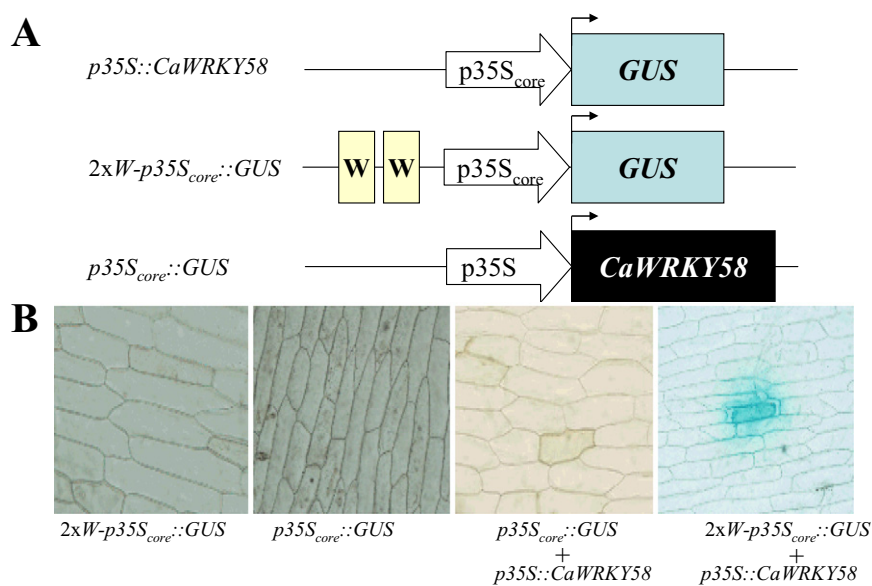 A
p35S::CaWRKY58
p35Score
GUS
2xW-p35Score::GUS
W W
p35Score
GUS
p35Score::GUS
p35S
CaWRKY58
B
2xW-p35Score::GUS
p35Score::GUS
p35Score::GUS
+
p35S::CaWRKY58
2xW-p35Score::GUS
+
p35S::CaWRKY58